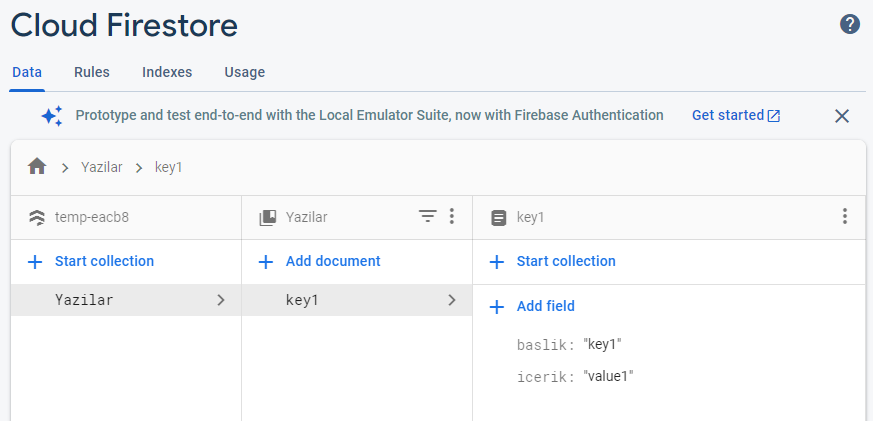 Cloud Firestore
Data Rules Indexes Usage
Prototype and test end-to-end with the Local Emulator Suite, now with Firebase Authentication Get started
Yazilar key1
temp-eacb8 Yazilar key1
Start collection Add document Start collection
Yazilar key1
Add field
baslik: "key1"
icerik: "value1"